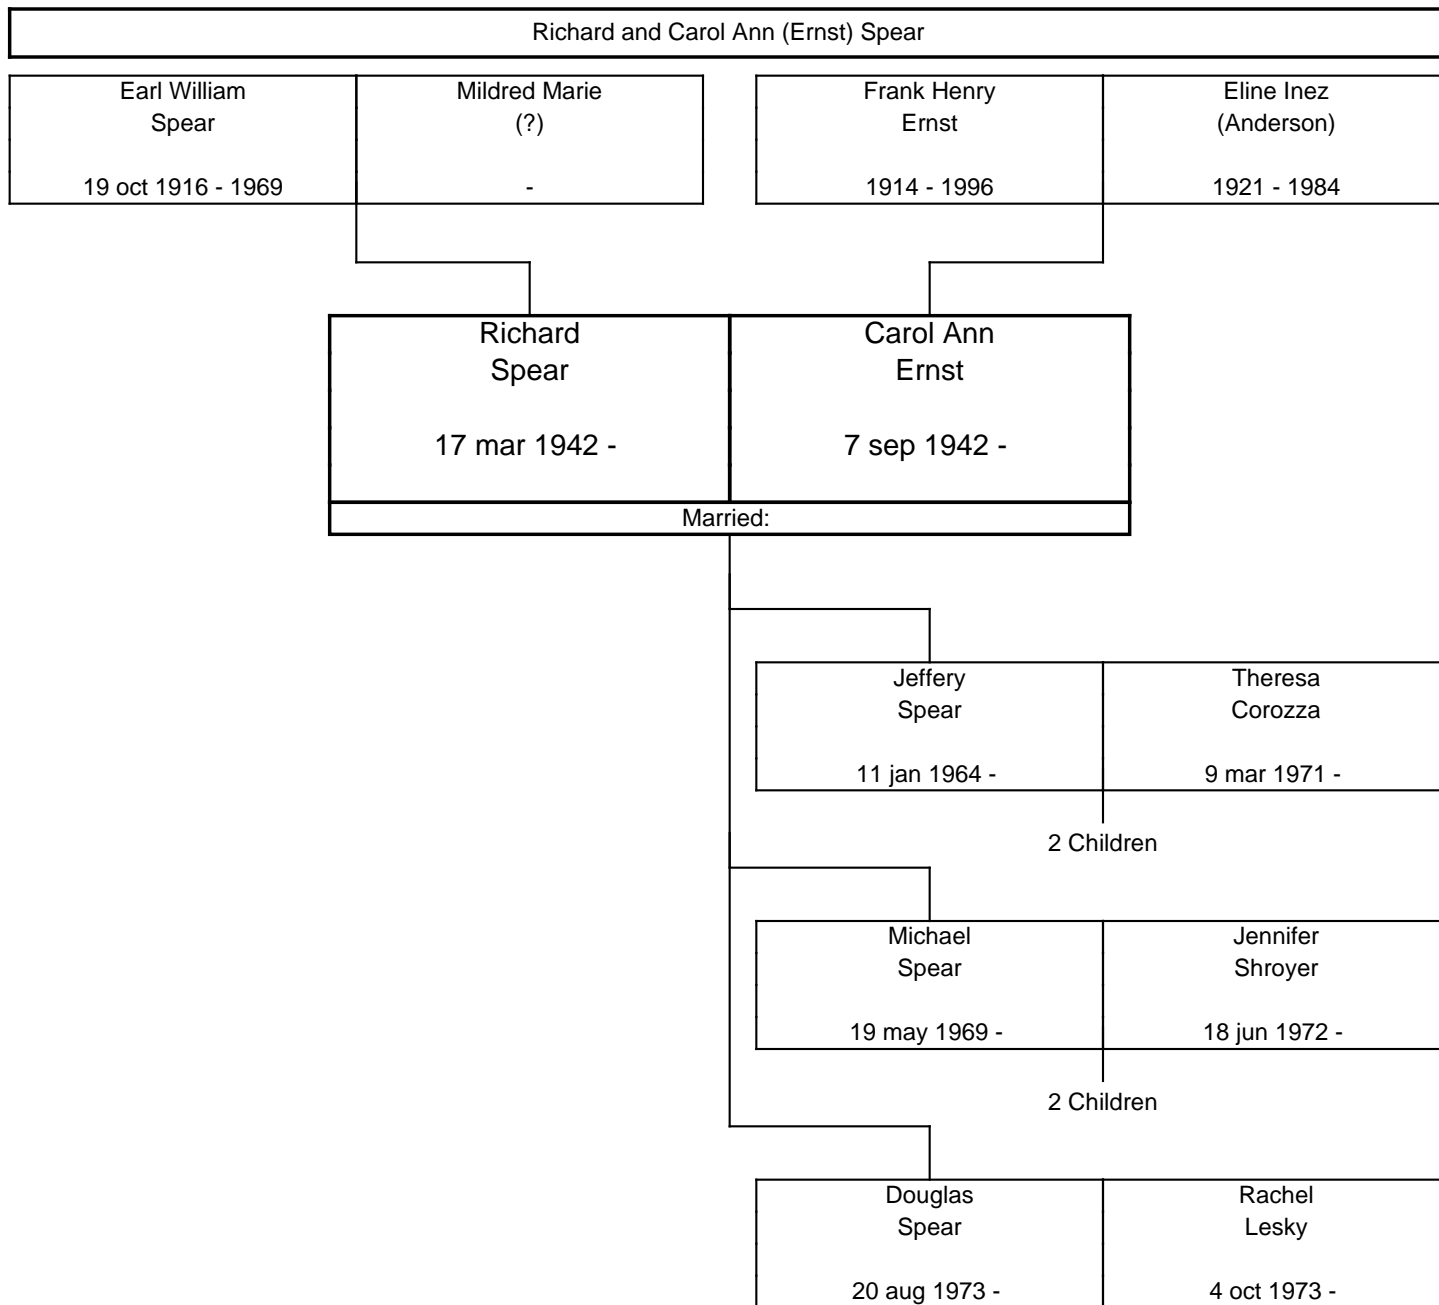 Richard and Carol Ann (Ernst) Spear
Earl William
Spear
19 oct 1916 - 1969
Mildred Marie
(?)
-
Frank Henry
Ernst
1914 - 1996
Eline Inez
(Anderson)
1921 - 1984
Richard
Spear
17 mar 1942 -
Carol Ann
Ernst
7 sep 1942 -
Married:
Jeffery
Spear
11 jan 1964 -
Theresa
Corozza
9 mar 1971 -
2 Children
Michael
Spear
19 may 1969 -
Jennifer
Shroyer
18 jun 1972 -
2 Children
Douglas
Spear
20 aug 1973 -
Rachel
Lesky
4 oct 1973 -